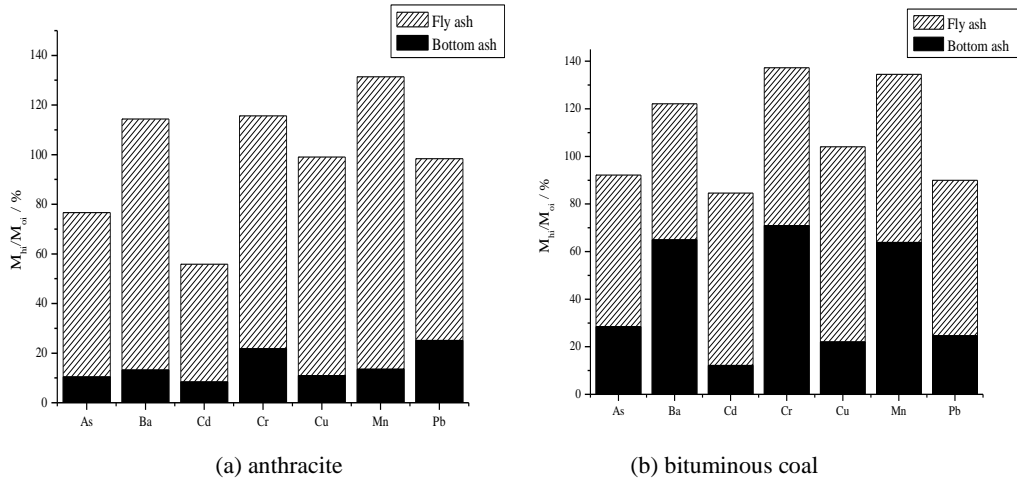 Fly ash
Bottom ash
140
120
100
80
60
40
20
0
M_hi/M_oi / %
As Ba Cd Cr Cu Mn Pb
(a) anthracite
Fly ash
Bottom ash
140
120
100
80
60
40
20
0
M_hi/M_oi / %
As Ba Cd Cr Cu Mn Pb
(b) bituminous coal